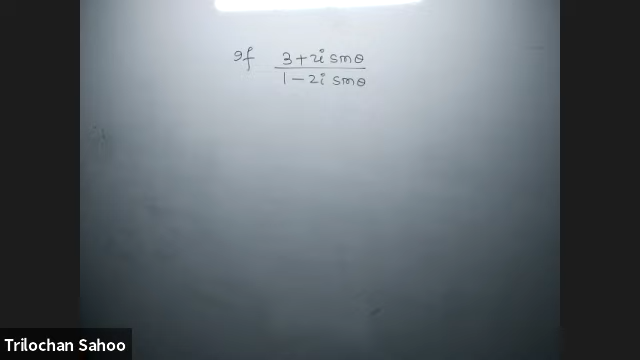 If 3 + 2i sinθ
1 - 2i sinθ
Trilochan Sahoo